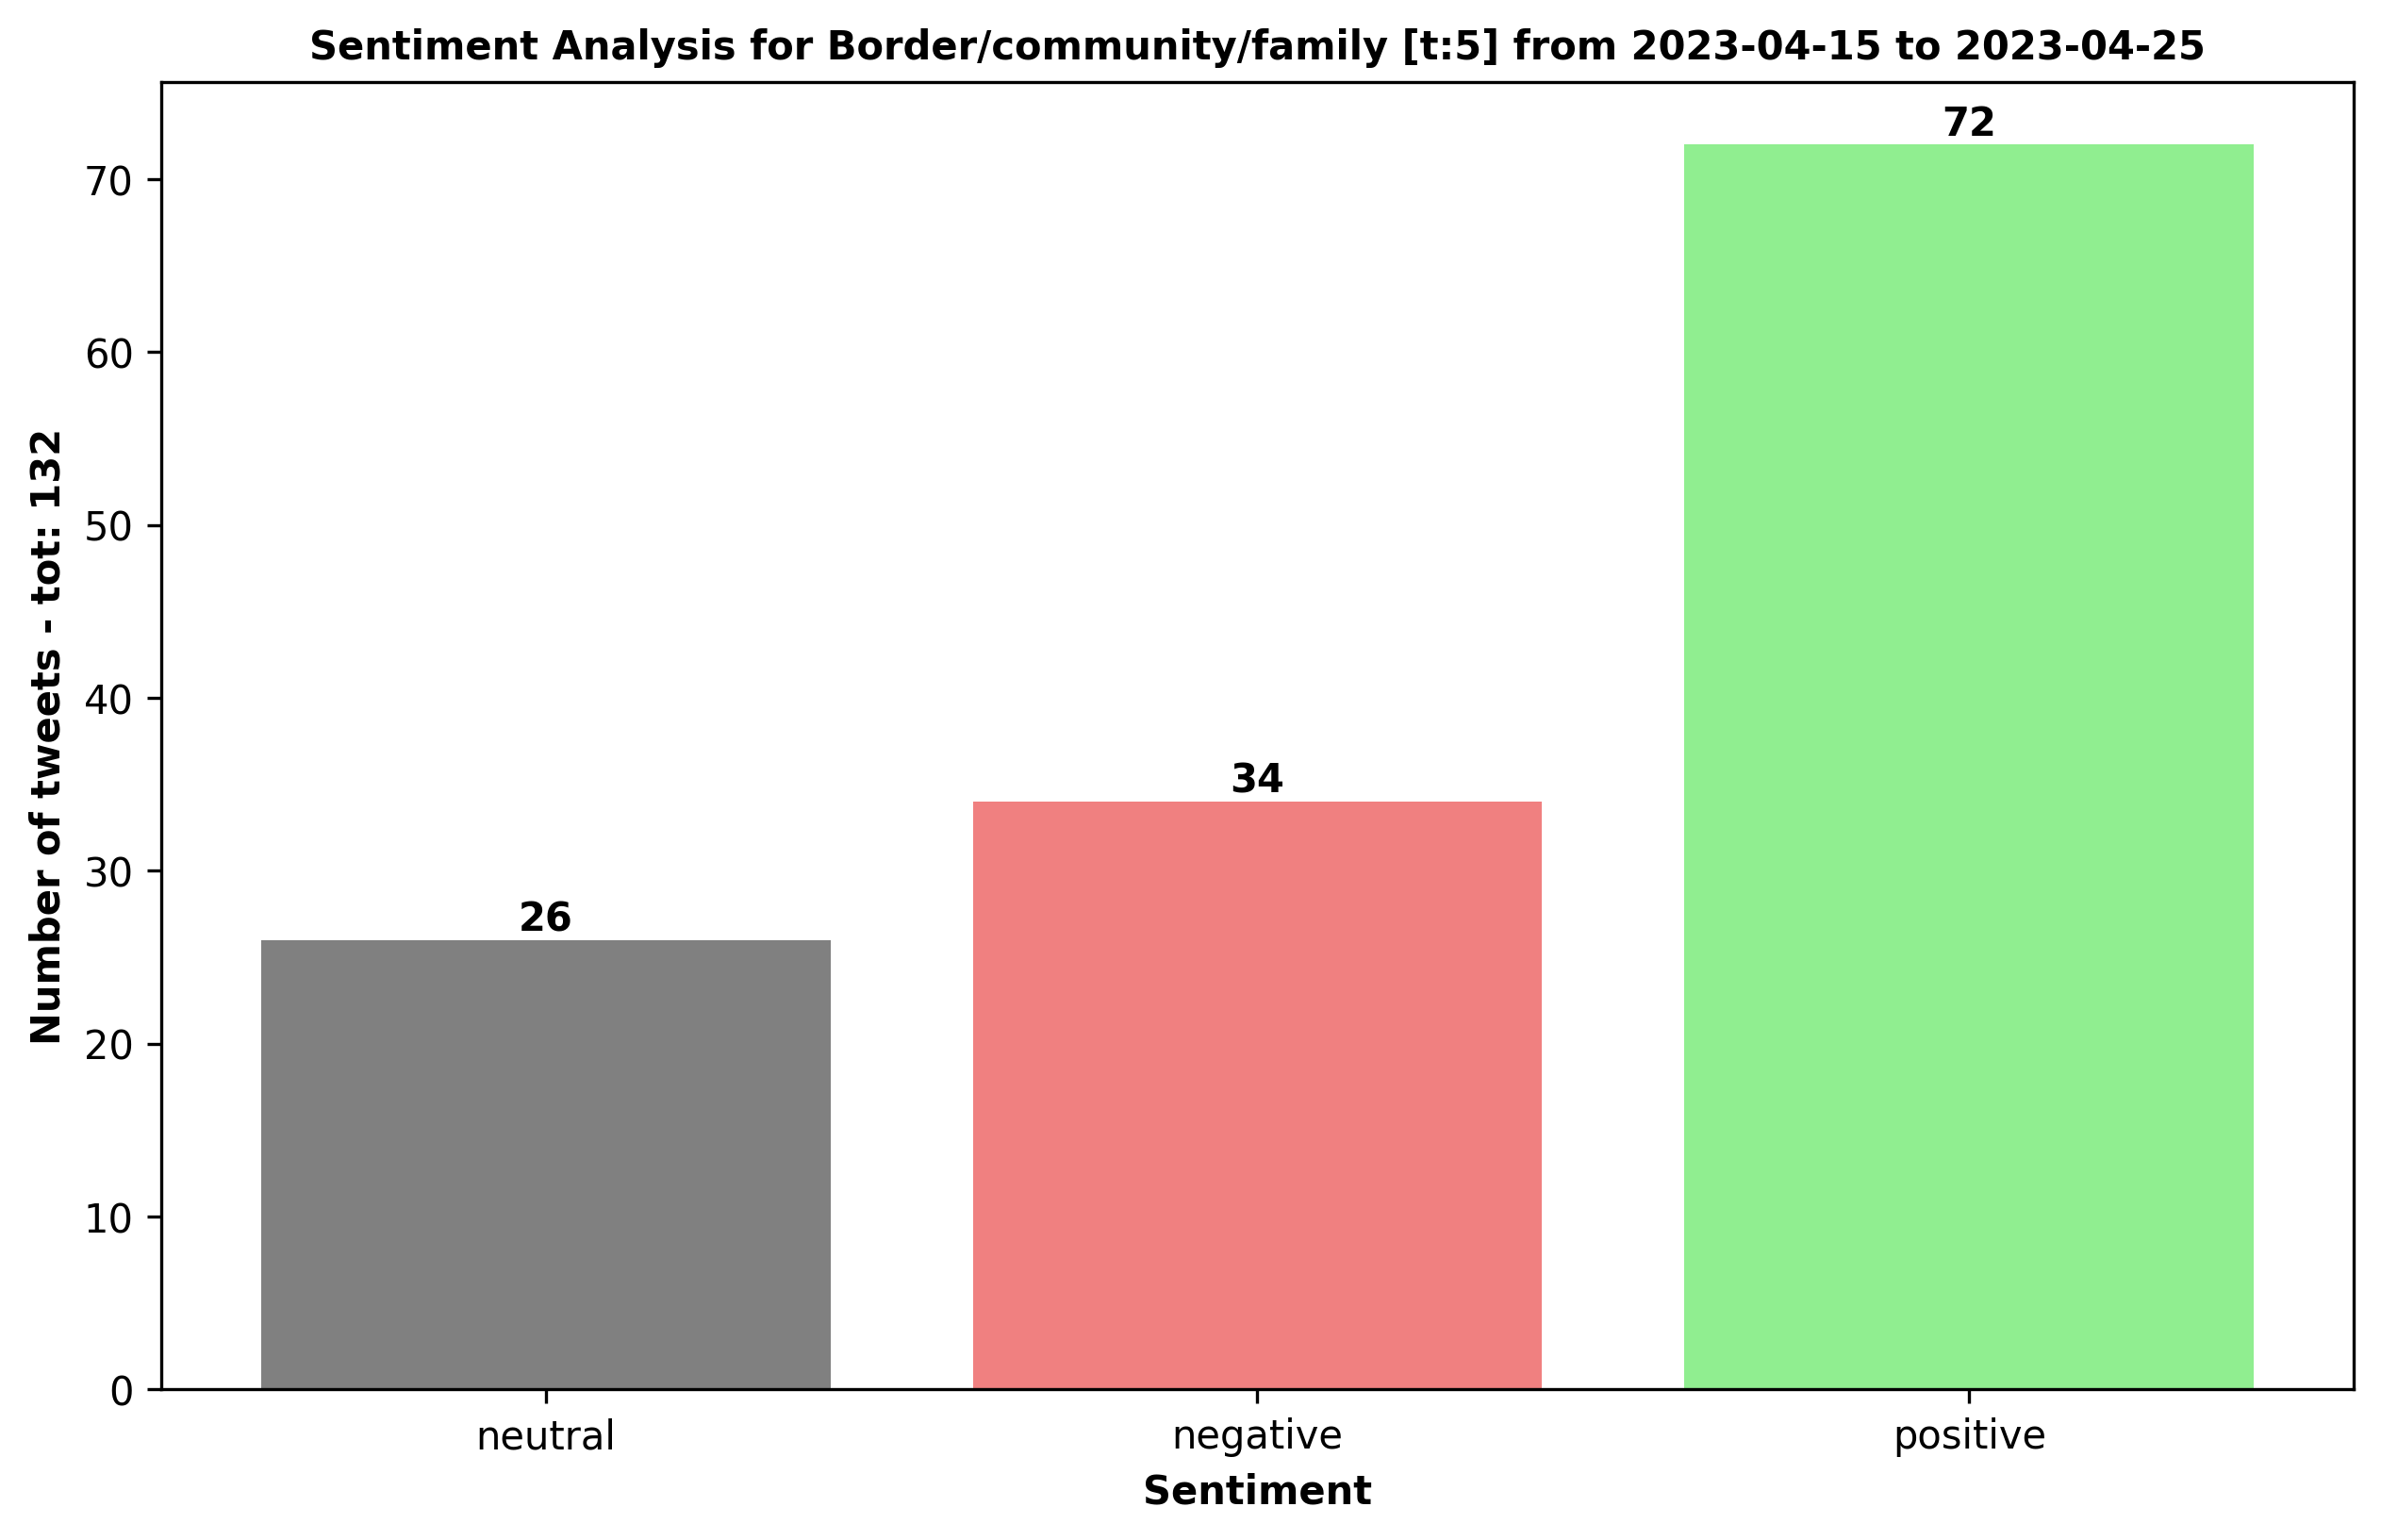 Sentiment Analysis for Border/community/family [t:5] from 2023-04-15 to 2023-04-25
Number of tweets - tot: 132
70
60
50
40
30
20
10
0
72
34
26
neutral
negative
positive
Sentiment